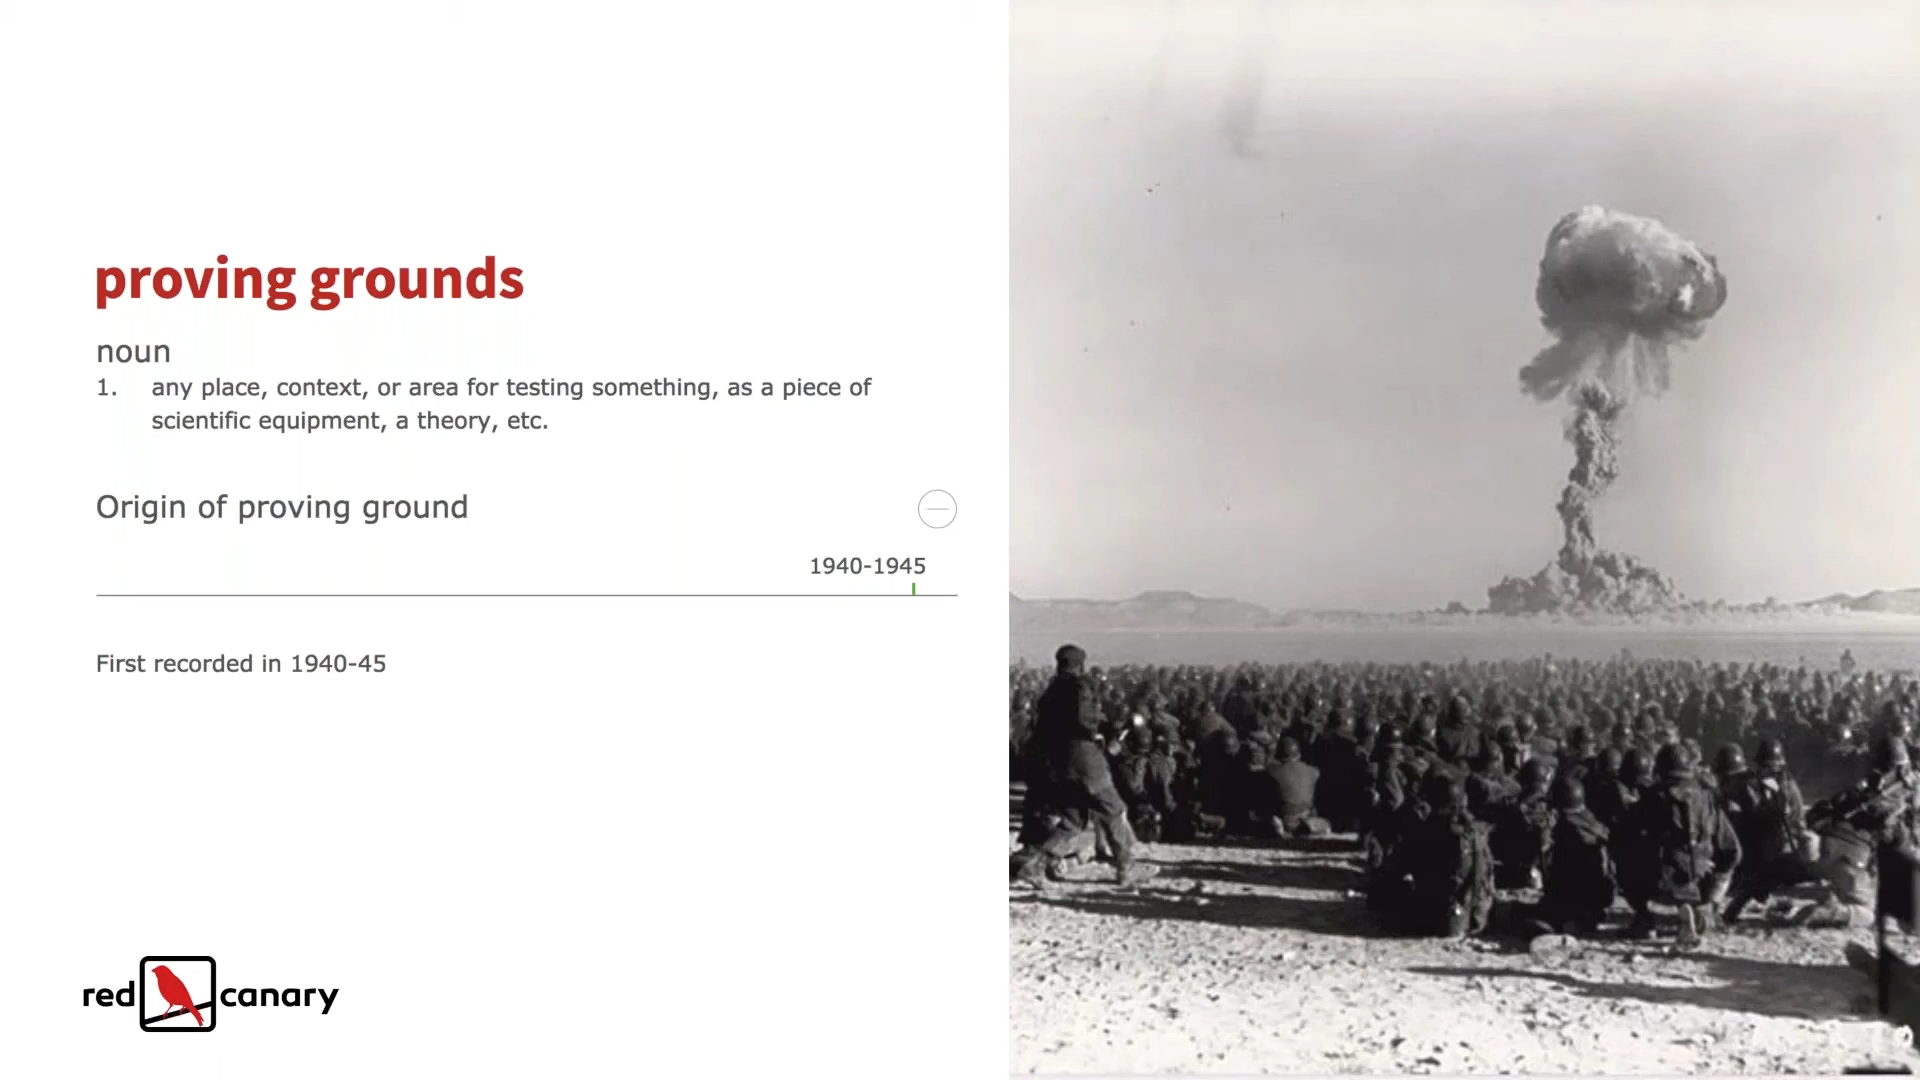 proving grounds
noun
1. any place, context, or area for testing something, as a piece of
scientific equipment, a theory, etc.
Origin of proving ground
1940-1945
First recorded in 1940-45
red canary